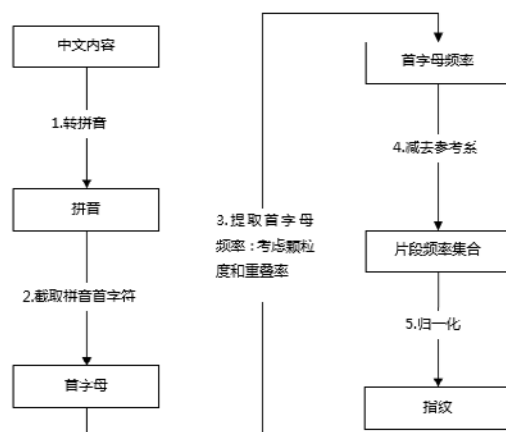 中文内容
1.转拼音
拼音
2.截取拼音首字符
首字母
3.提取首字母
频率:考虑颗粒
度和重叠率
首字母频率
4.减去参考系
片段频率集合
5.归一化
指纹